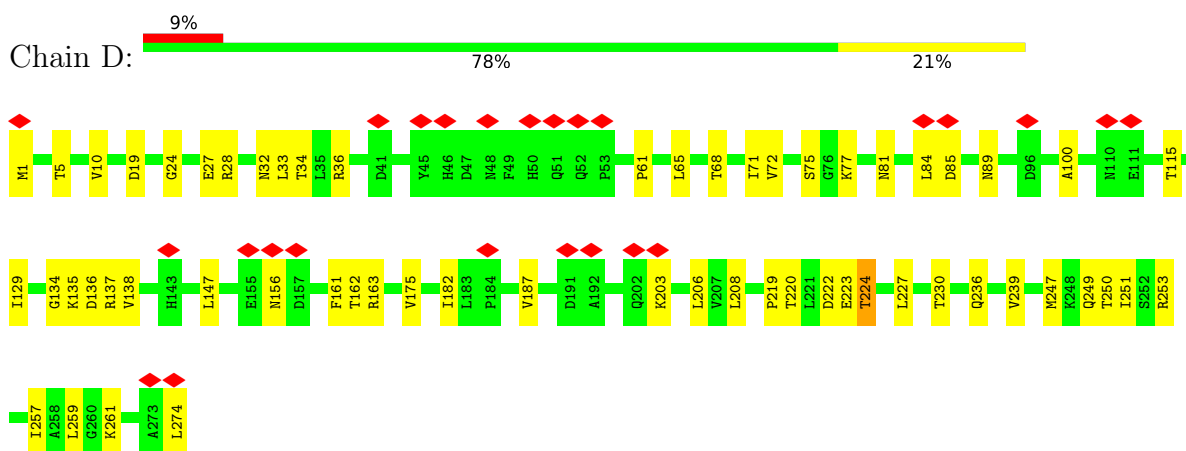 9%
Chain D:
78% 21%
M1 T5 V10 D19 G24 E27 R28 N32 L33 T34 L35 R36 D41 Y45 H46 D47 N48 F49 H50 Q51 Q52 P53 P61 L65 T68 I71 V72 S75 G76 K77 N81 L84 D85 N89 D96 A100 N110 E111 T115
I129 G134 K135 D136 R137 V138 H143 L147 E155 N156 D157 F161 T162 R163 V175 I182 L183 P184 V187 D191 A192 Q202 K203 L206 V207 L208 P219 T220 L221 D222 E223 T224 L227 T230 Q236 V239 M247 K248 Q249 T250 I251 S252 R253
I257 A258 L259 G260 K261 A273 L274